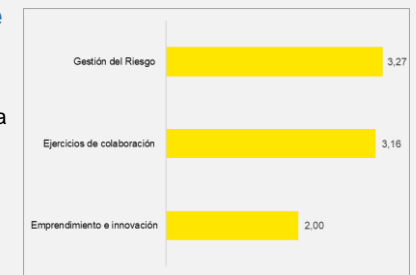 e
Gestión del Riesgo 3,27
a
Ejercicios de colaboración 3,16
Emprendimiento e innovación 2,00